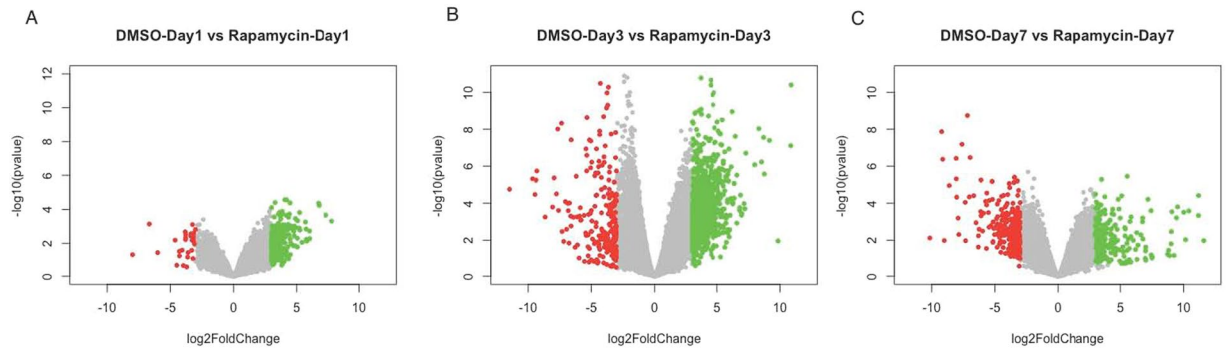 A
DMSO-Day1 vs Rapamycin-Day1
12
10
8
6
4
2
0
-log10(pvalue)
-10 -5 0 5 10
log2FoldChange
B
DMSO-Day3 vs Rapamycin-Day3
10
8
6
4
2
0
-log10(pvalue)
-10 -5 0 5 10
log2FoldChange
C
DMSO-Day7 vs Rapamycin-Day7
10
8
6
4
2
0
-log10(pvalue)
-10 -5 0 5 10
log2FoldChange